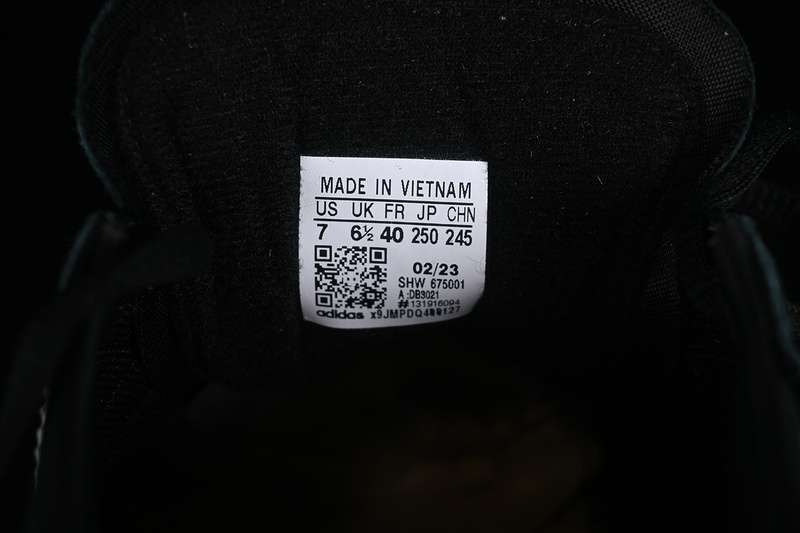 MADE IN VIETNAM
US UK FR JP CHN
7 6½ 40 250 245
02/23
SHW 675001
A:DB3021
#131916094
adidas